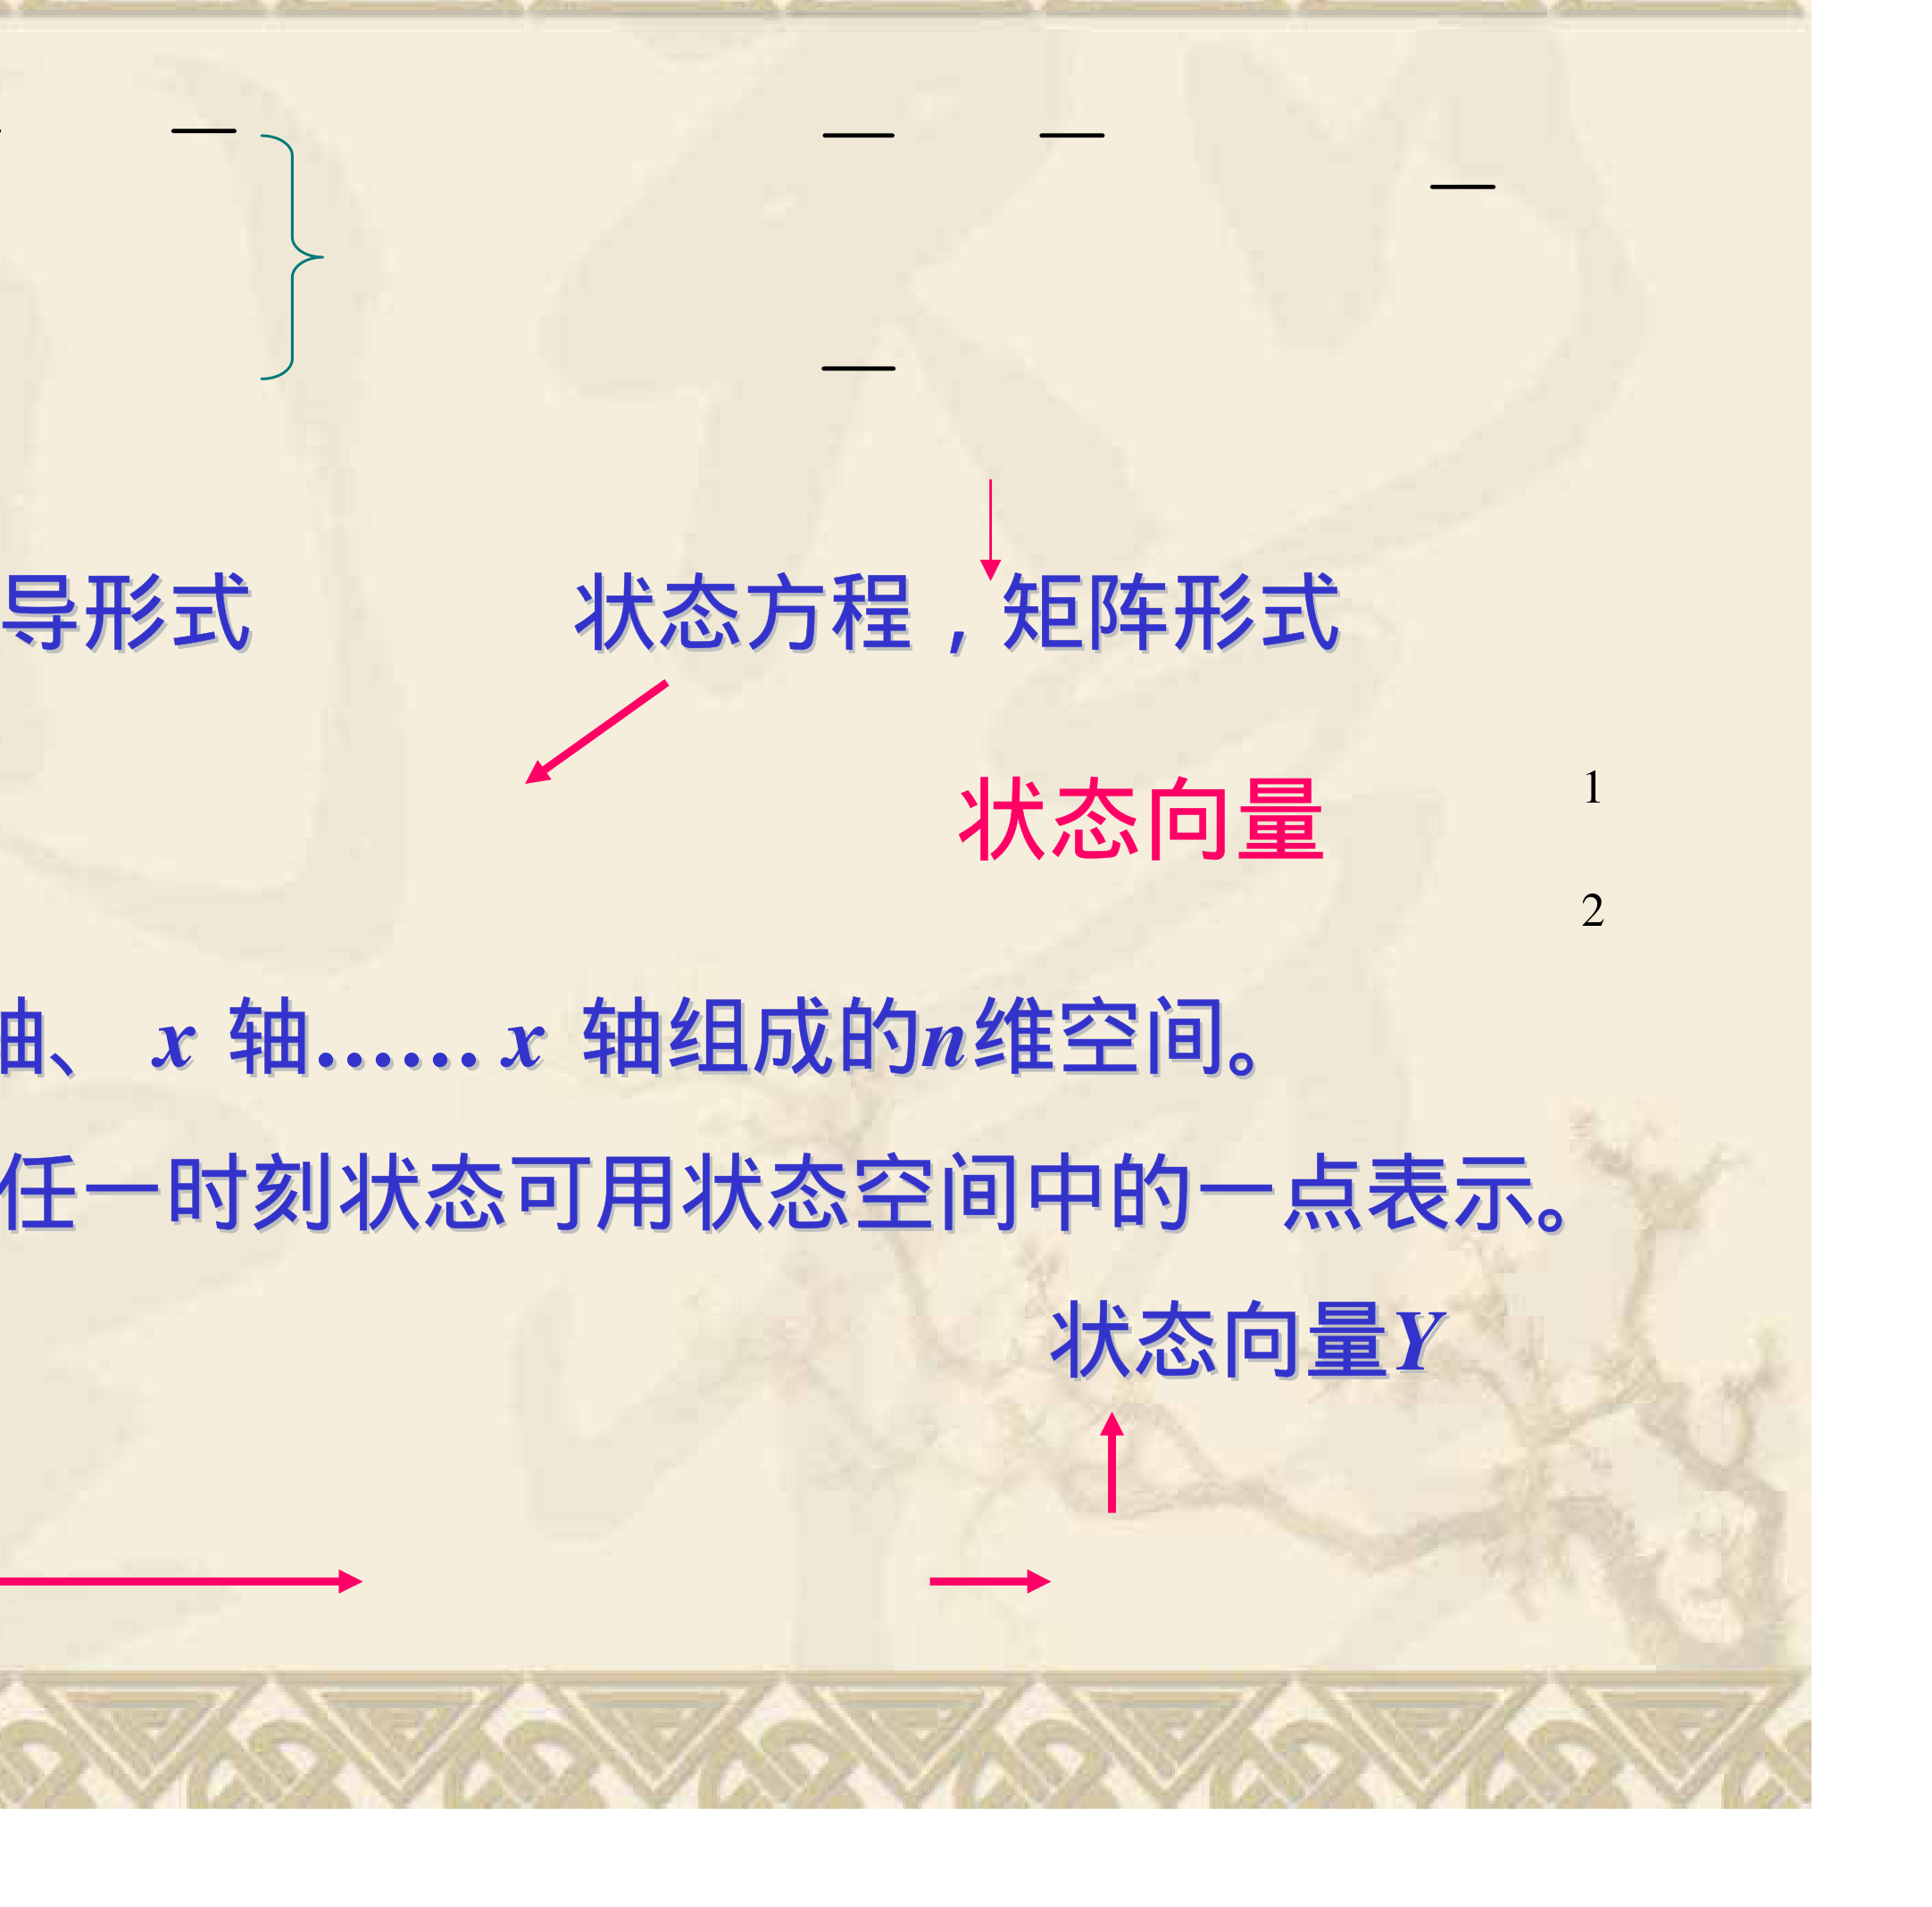 导形式 状态方程，矩阵形式
状态向量 1
2
轴、 x 轴…… x 轴组成的n维空间。
任一时刻状态可用状态空间中的一点表示。
状态向量Y